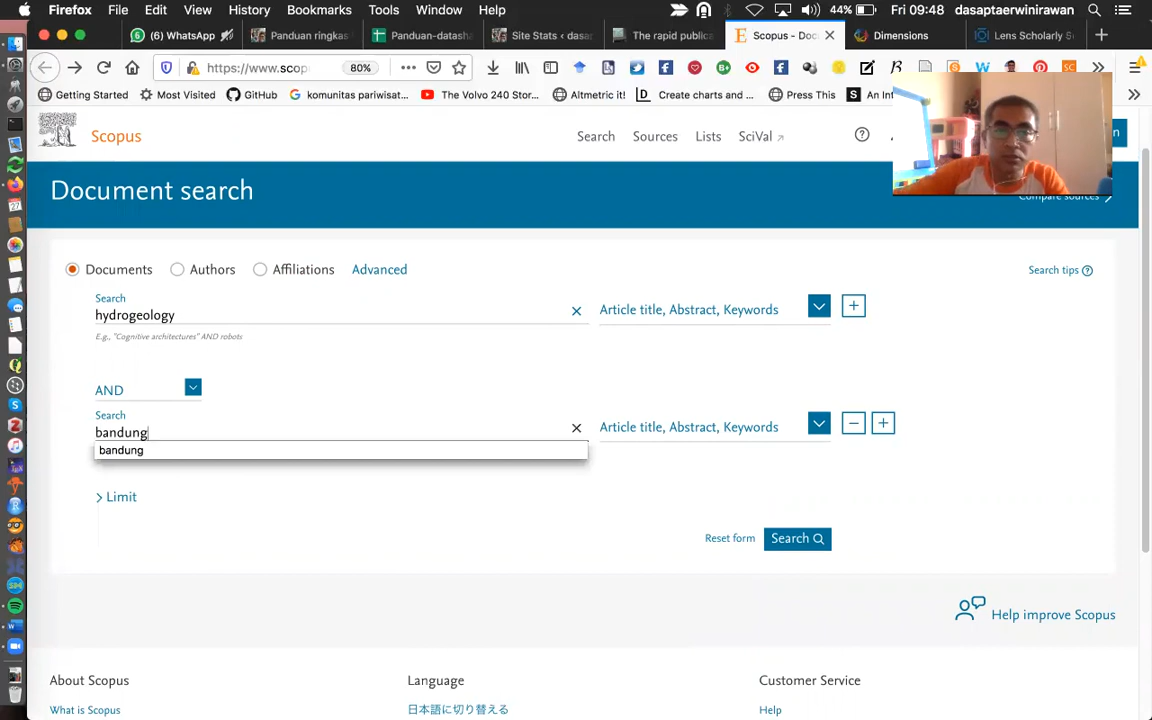 Firefox File Edit View History Bookmarks Tools Window Help 44% Fri 09:48 dasaptaerwinirawan
(6) WhatsApp Panduan ringkas Panduan-datasha Site Stats < dasar The rapid publica Scopus - Doc Dimensions Lens Scholarly Se
https://www.scop 80%
Getting Started Most Visited GitHub komunitas pariwisat... The Volvo 240 Stor... Altmetric it! Create charts and ... Press This An Int
Scopus Search Sources Lists SciVal
Document search
Compare sources
Documents Authors Affiliations Advanced Search tips
Search
hydrogeology Article title, Abstract, Keywords
E.g., "Cognitive architectures" AND robots
AND
Search
bandung Article title, Abstract, Keywords
bandung
Limit
Reset form Search
Help improve Scopus
About Scopus Language Customer Service
What is Scopus 日本語に切り替える Help